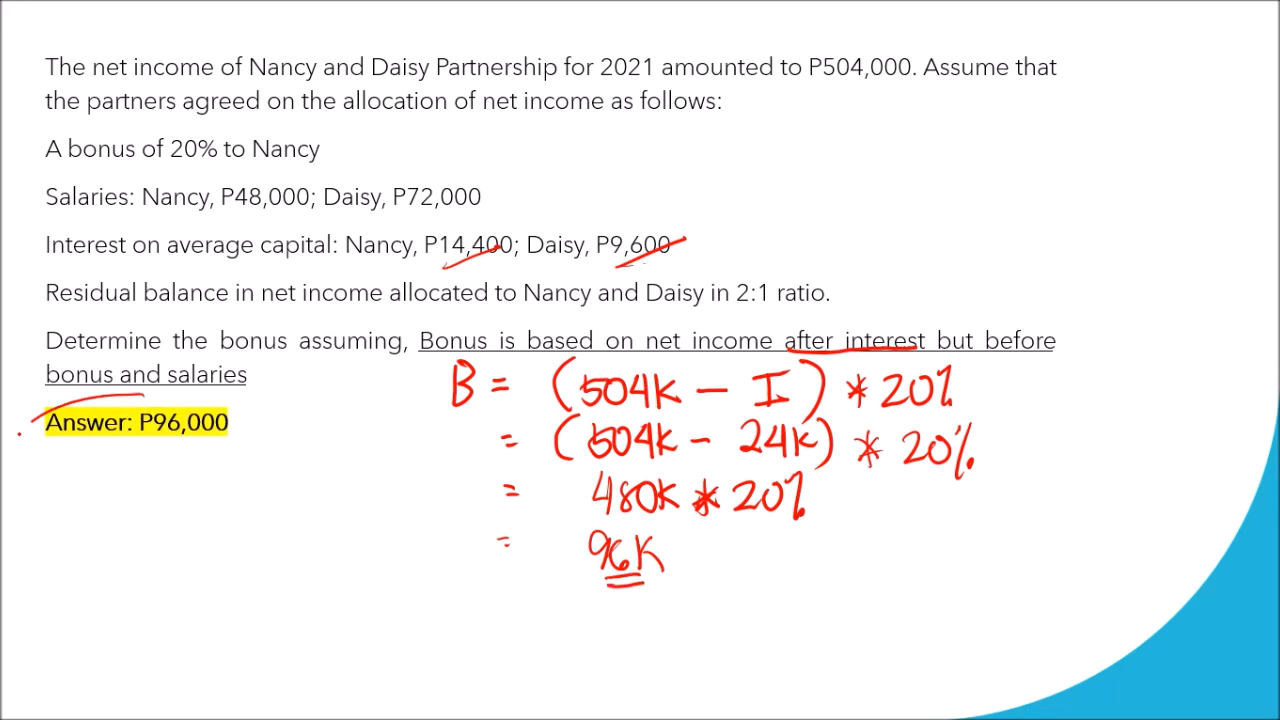 The net income of Nancy and Daisy Partnership for 2021 amounted to P504,000. Assume that
the partners agreed on the allocation of net income as follows:
A bonus of 20% to Nancy
Salaries: Nancy, P48,000; Daisy, P72,000
Interest on average capital: Nancy, P14,400; Daisy, P9,600
Residual balance in net income allocated to Nancy and Daisy in 2:1 ratio.
Determine the bonus assuming, Bonus is based on net income after interest but before
bonus and salaries
B = (504K - I) * 20%
Answer: P96,000
= (504K - 24K) * 20%
= 480K * 20%
= 96K